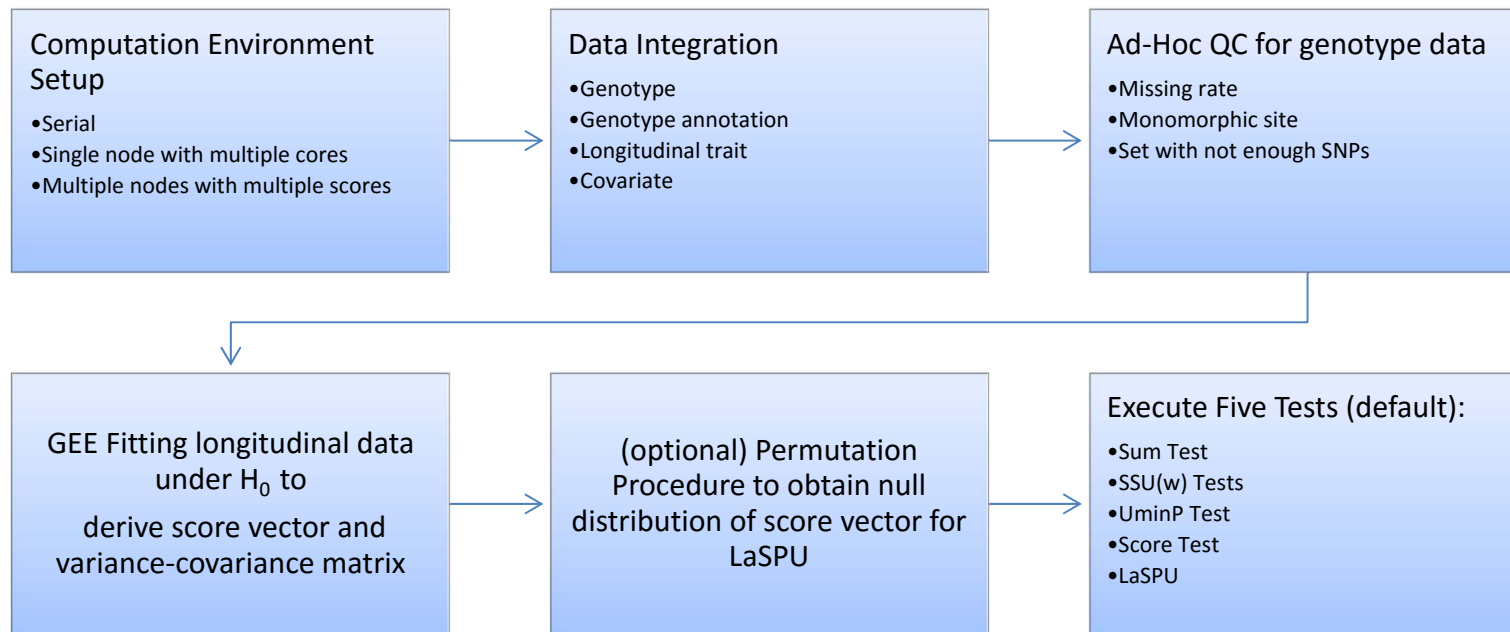 Computation Environment
Setup
•Serial
•Single node with multiple cores
•Multiple nodes with multiple scores
Data Integration
•Genotype
•Genotype annotation
•Longitudinal trait
•Covariate
Ad-Hoc QC for genotype data
•Missing rate
•Monomorphic site
•Set with not enough SNPs
GEE Fitting longitudinal data
under H₀ to
derive score vector and
variance-covariance matrix
(optional) Permutation
Procedure to obtain null
distribution of score vector for
LaSPU
Execute Five Tests (default):
•Sum Test
•SSU(w) Tests
•UminP Test
•Score Test
•LaSPU